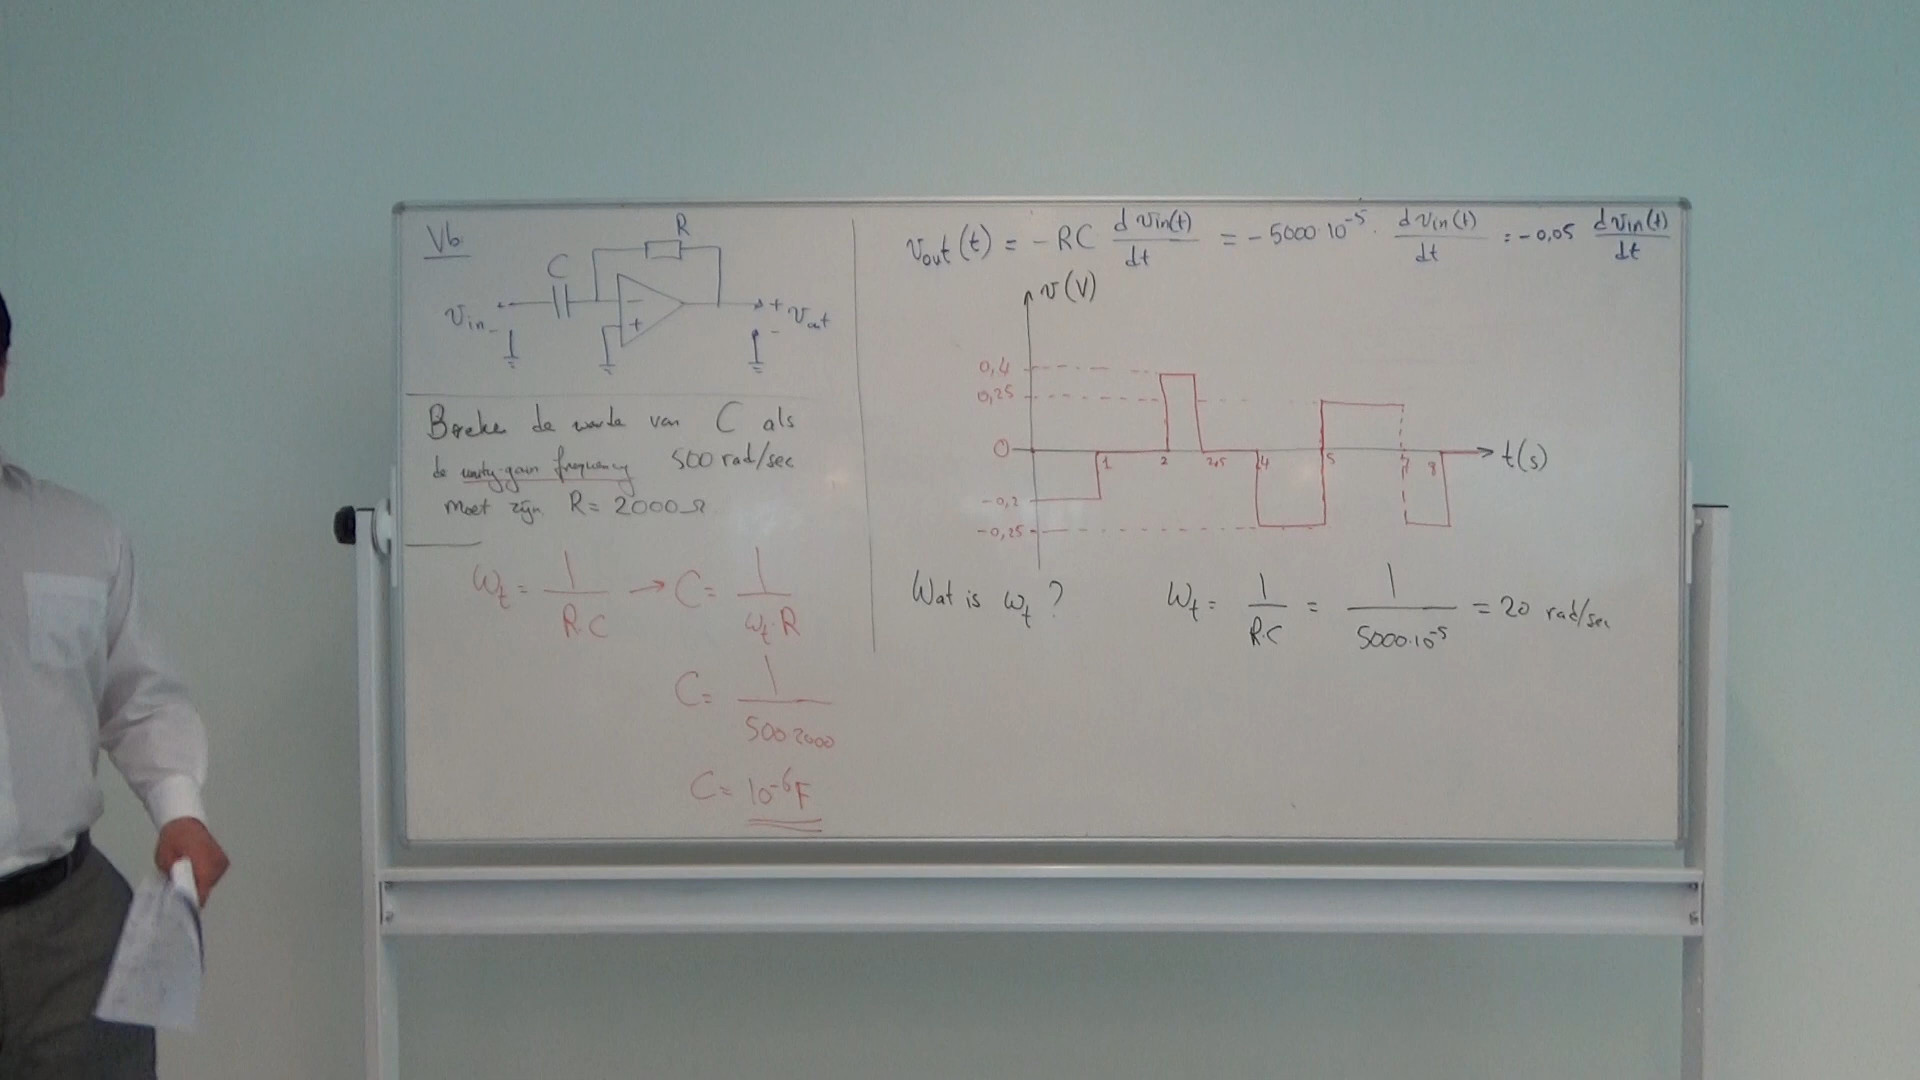 Vb.
R
C
−
+
Vin
-
+ Vout
-
Bereken de waarde van C als
de unity-gain frequency 500 rad/sec
moet zijn R = 2000 Ω
ωt = 1/RC → C = 1/ωt·R
C = 1/500·2000
C = 10⁻⁶F
vout(t) = -RC dvin(t)/dt = -5000·10⁻⁵· dvin(t)/dt = -0,05 dvin(t)/dt
v(V)
0,4
0,25
0
1 2 2,5 4 5 7 8 t(s)
-0,2
-0,25
Wat is ωt? ωt = 1/R·C = 1/5000·10⁻⁵ = 20 rad/sec